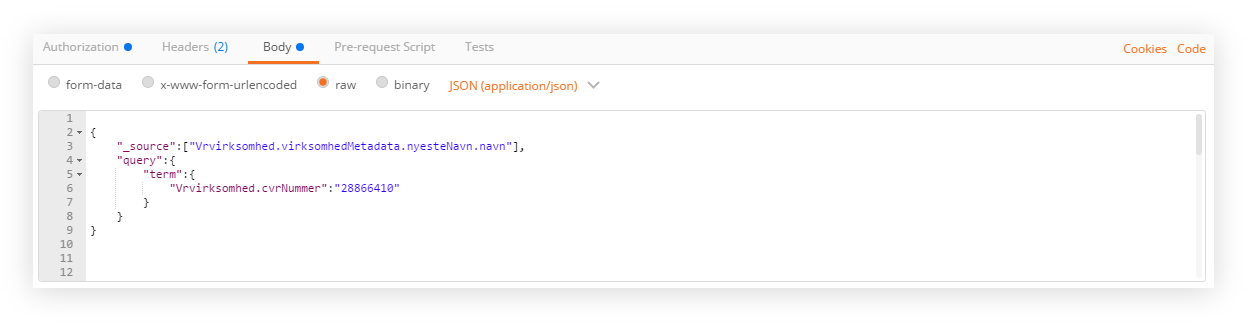 Authorization Headers (2) Body Pre-request Script Tests Cookies Code
form-data x-www-form-urlencoded raw binary JSON (application/json)
1
2 {
3     "_source":["Vrvirksomhed.virksomhedMetadata.nyesteNavn.navn"],
4     "query":{
5         "term":{
6             "Vrvirksomhed.cvrNummer":"28866410"
7         }
8     }
9 }
10
11
12